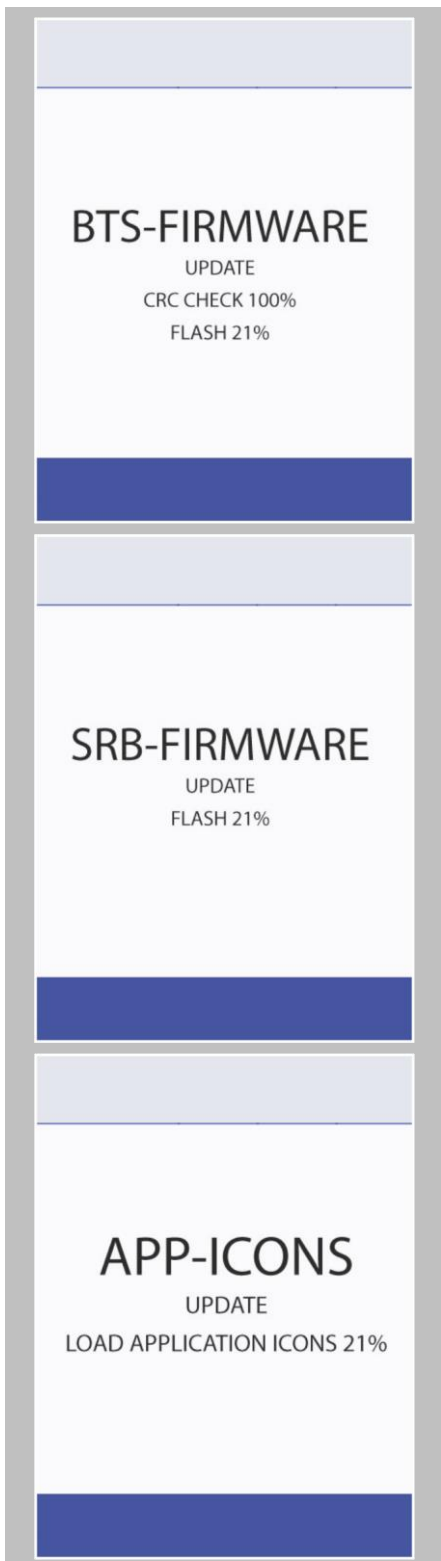 BTS-FIRMWARE
UPDATE
CRC CHECK 100%
FLASH 21%
SRB-FIRMWARE
UPDATE
FLASH 21%
APP-ICONS
UPDATE
LOAD APPLICATION ICONS 21%